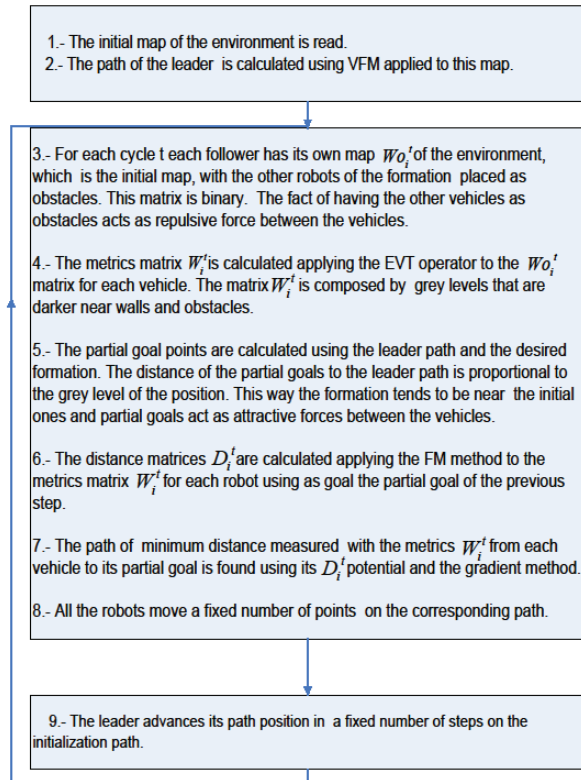 1.- The initial map of the environment is read.
2.- The path of the leader is calculated using VFM applied to this map.
3.- For each cycle t each follower has its own map Wo_i^t of the environment,
which is the initial map, with the other robots of the formation placed as
obstacles. This matrix is binary. The fact of having the other vehicles as
obstacles acts as repulsive force between the vehicles.
4.- The metrics matrix W_i^t is calculated applying the EVT operator to the Wo_i^t
matrix for each vehicle. The matrix W_i^t is composed by grey levels that are
darker near walls and obstacles.
5.- The partial goal points are calculated using the leader path and the desired
formation. The distance of the partial goals to the leader path is proportional to
the grey level of the position. This way the formation tends to be near the initial
ones and partial goals act as attractive forces between the vehicles.
6.- The distance matrices D_i^t are calculated applying the FM method to the
metrics matrix W_i^t for each robot using as goal the partial goal of the previous
step.
7.- The path of minimum distance measured with the metrics W_i^t from each
vehicle to its partial goal is found using its D_i^t potential and the gradient method.
8.- All the robots move a fixed number of points on the corresponding path.
9.- The leader advances its path position in a fixed number of steps on the
initialization path.